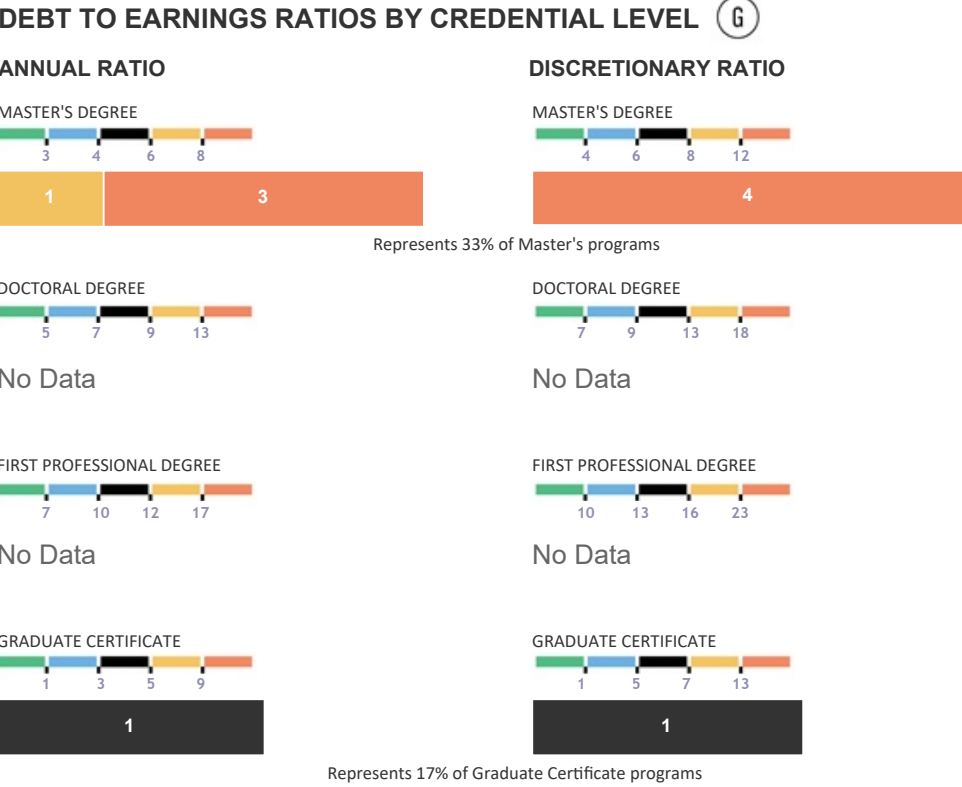 DEBT TO EARNINGS RATIOS BY CREDENTIAL LEVEL G
ANNUAL RATIO DISCRETIONARY RATIO
MASTER'S DEGREE MASTER'S DEGREE
3 4 6 8 4 6 8 12
1 3 4
Represents 33% of Master's programs
DOCTORAL DEGREE DOCTORAL DEGREE
5 7 9 13 7 9 13 18
No Data No Data
FIRST PROFESSIONAL DEGREE FIRST PROFESSIONAL DEGREE
7 10 12 17 10 13 16 23
No Data No Data
GRADUATE CERTIFICATE GRADUATE CERTIFICATE
1 3 5 9 1 5 7 13
1 1
Represents 17% of Graduate Certificate programs